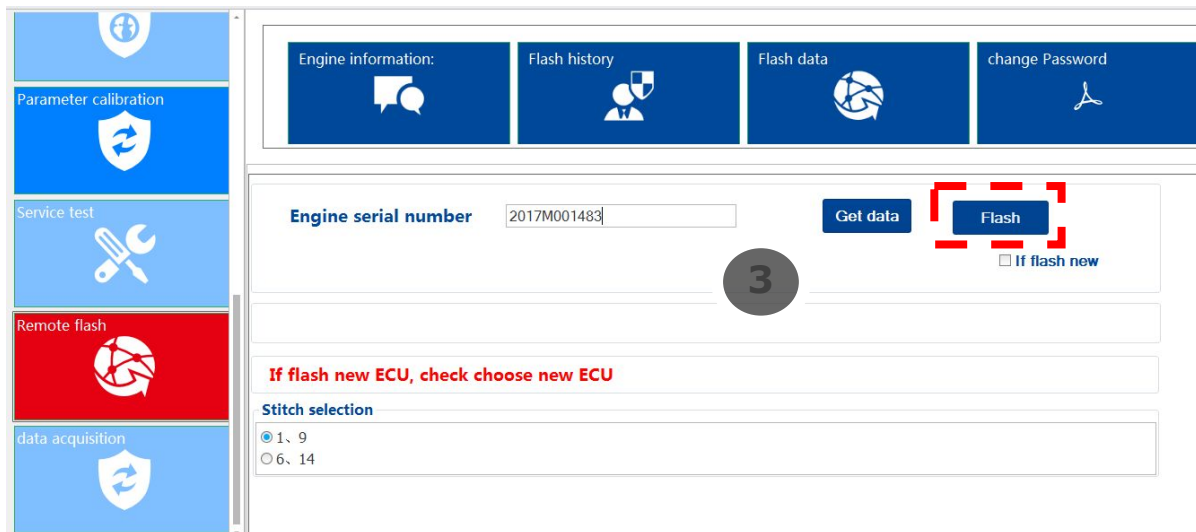 Parameter calibration
Service test
Remote flash
data acquisition
Engine information:
Flash history
Flash data
change Password
Engine serial number
2017M001483
Get data
Flash
If flash new
3
If flash new ECU, check choose new ECU
Stitch selection
1、9
6、14